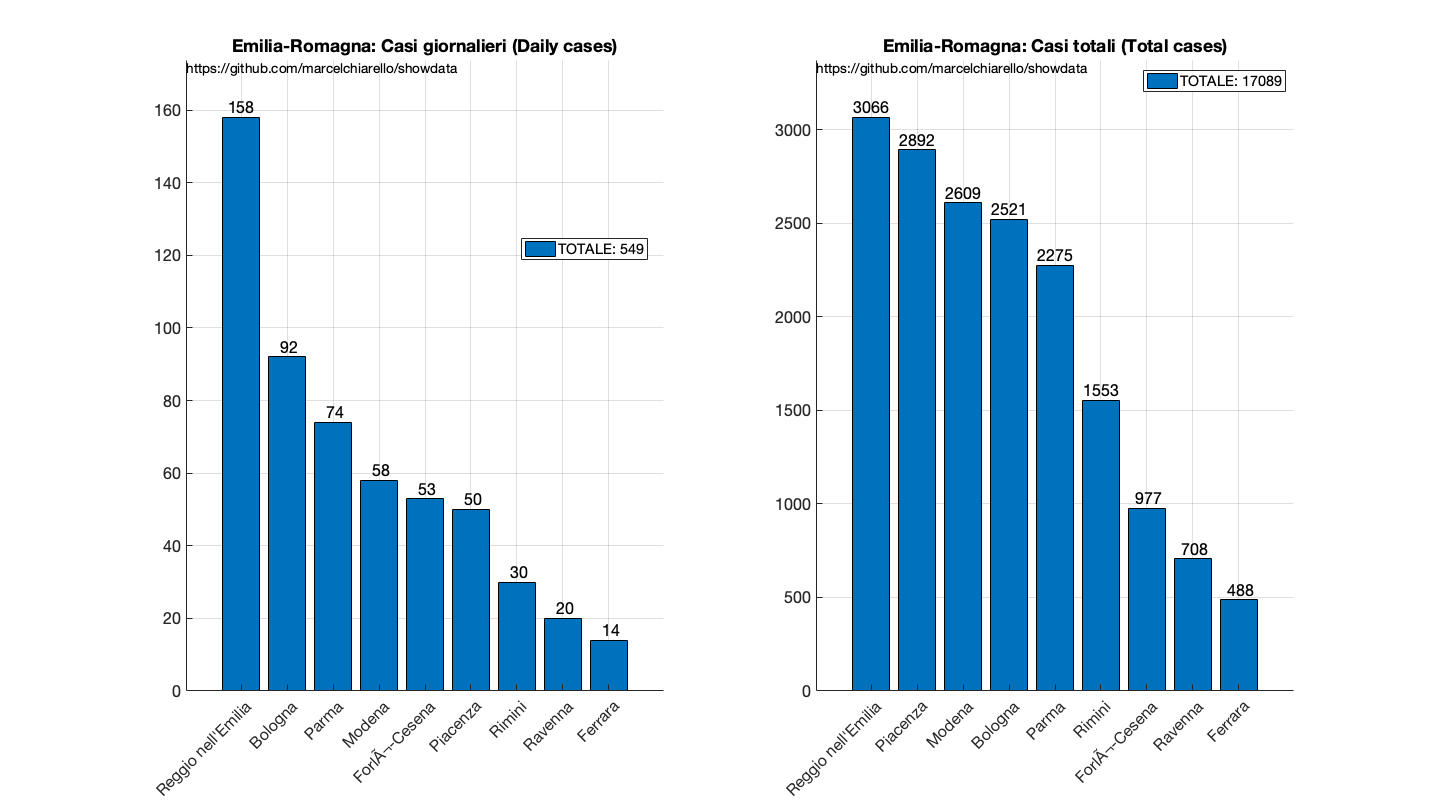 Emilia-Romagna: Casi giornalieri (Daily cases)
https://github.com/marcelchiarello/showdata
TOTALE: 549
160
140
120
100
80
60
40
20
0
158
92
74
58
53
50
30
20
14
Reggio nell'Emilia
Bologna
Parma
Modena
ForlÃ¬-Cesena
Piacenza
Rimini
Ravenna
Ferrara
Emilia-Romagna: Casi totali (Total cases)
https://github.com/marcelchiarello/showdata
TOTALE: 17089
3000
2500
2000
1500
1000
500
0
3066
2892
2609
2521
2275
1553
977
708
488
Reggio nell'Emilia
Piacenza
Modena
Bologna
Parma
Rimini
ForlÃ¬-Cesena
Ravenna
Ferrara